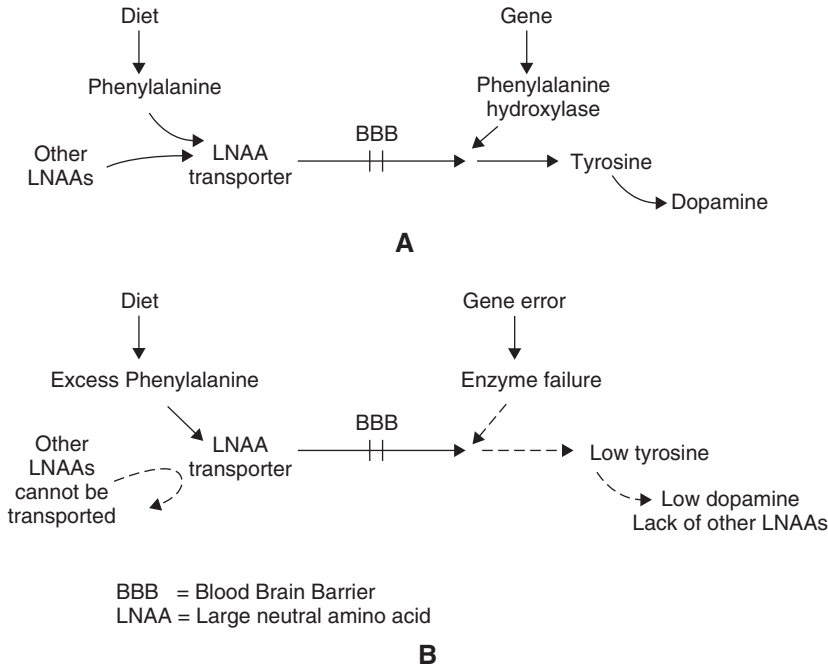 Diet
Gene
Phenylalanine
Phenylalanine
hydroxylase
Other
LNAAs
LNAA
transporter
BBB
Tyrosine
Dopamine
A
Diet
Gene error
Excess Phenylalanine
Enzyme failure
Other
LNAAs
cannot be
transported
LNAA
transporter
BBB
Low tyrosine
Low dopamine
Lack of other LNAAs
BBB = Blood Brain Barrier
LNAA = Large neutral amino acid
B